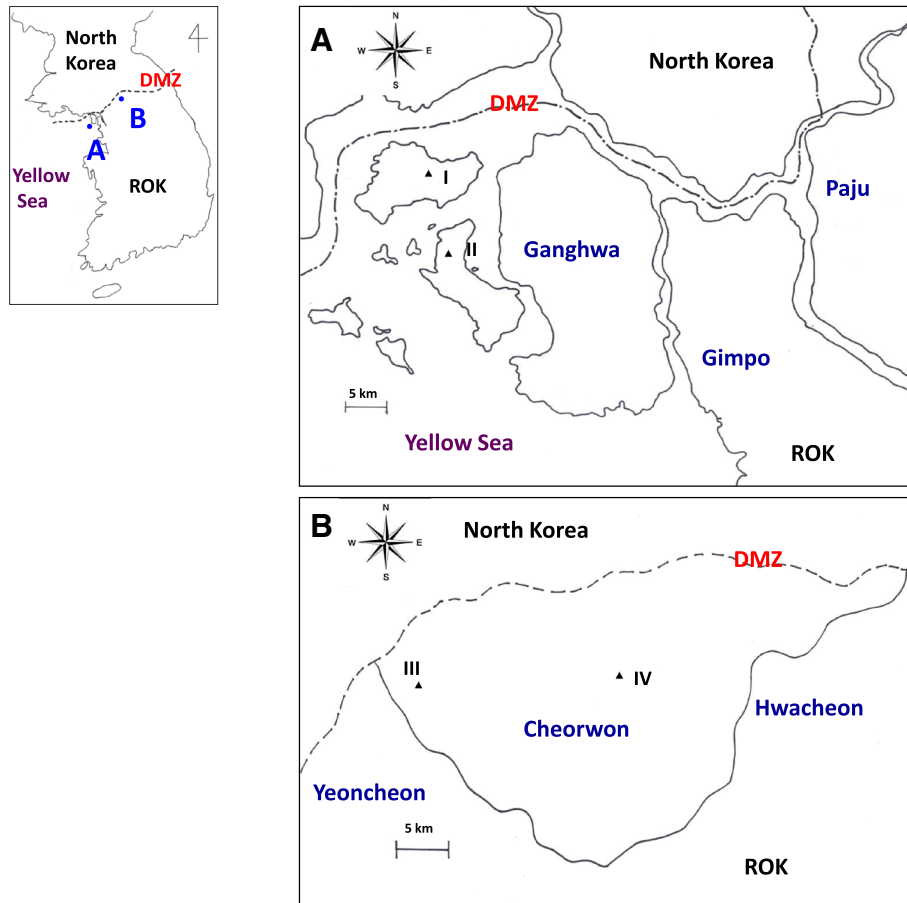 North
Korea
DMZ
B
A
Yellow
Sea
ROK
A
N
W
E
S
North Korea
DMZ
I
Paju
II
Ganghwa
Gimpo
5 km
Yellow Sea
ROK
B
N
W
E
S
North Korea
DMZ
III
IV
Hwacheon
Cheorwon
Yeoncheon
5 km
ROK